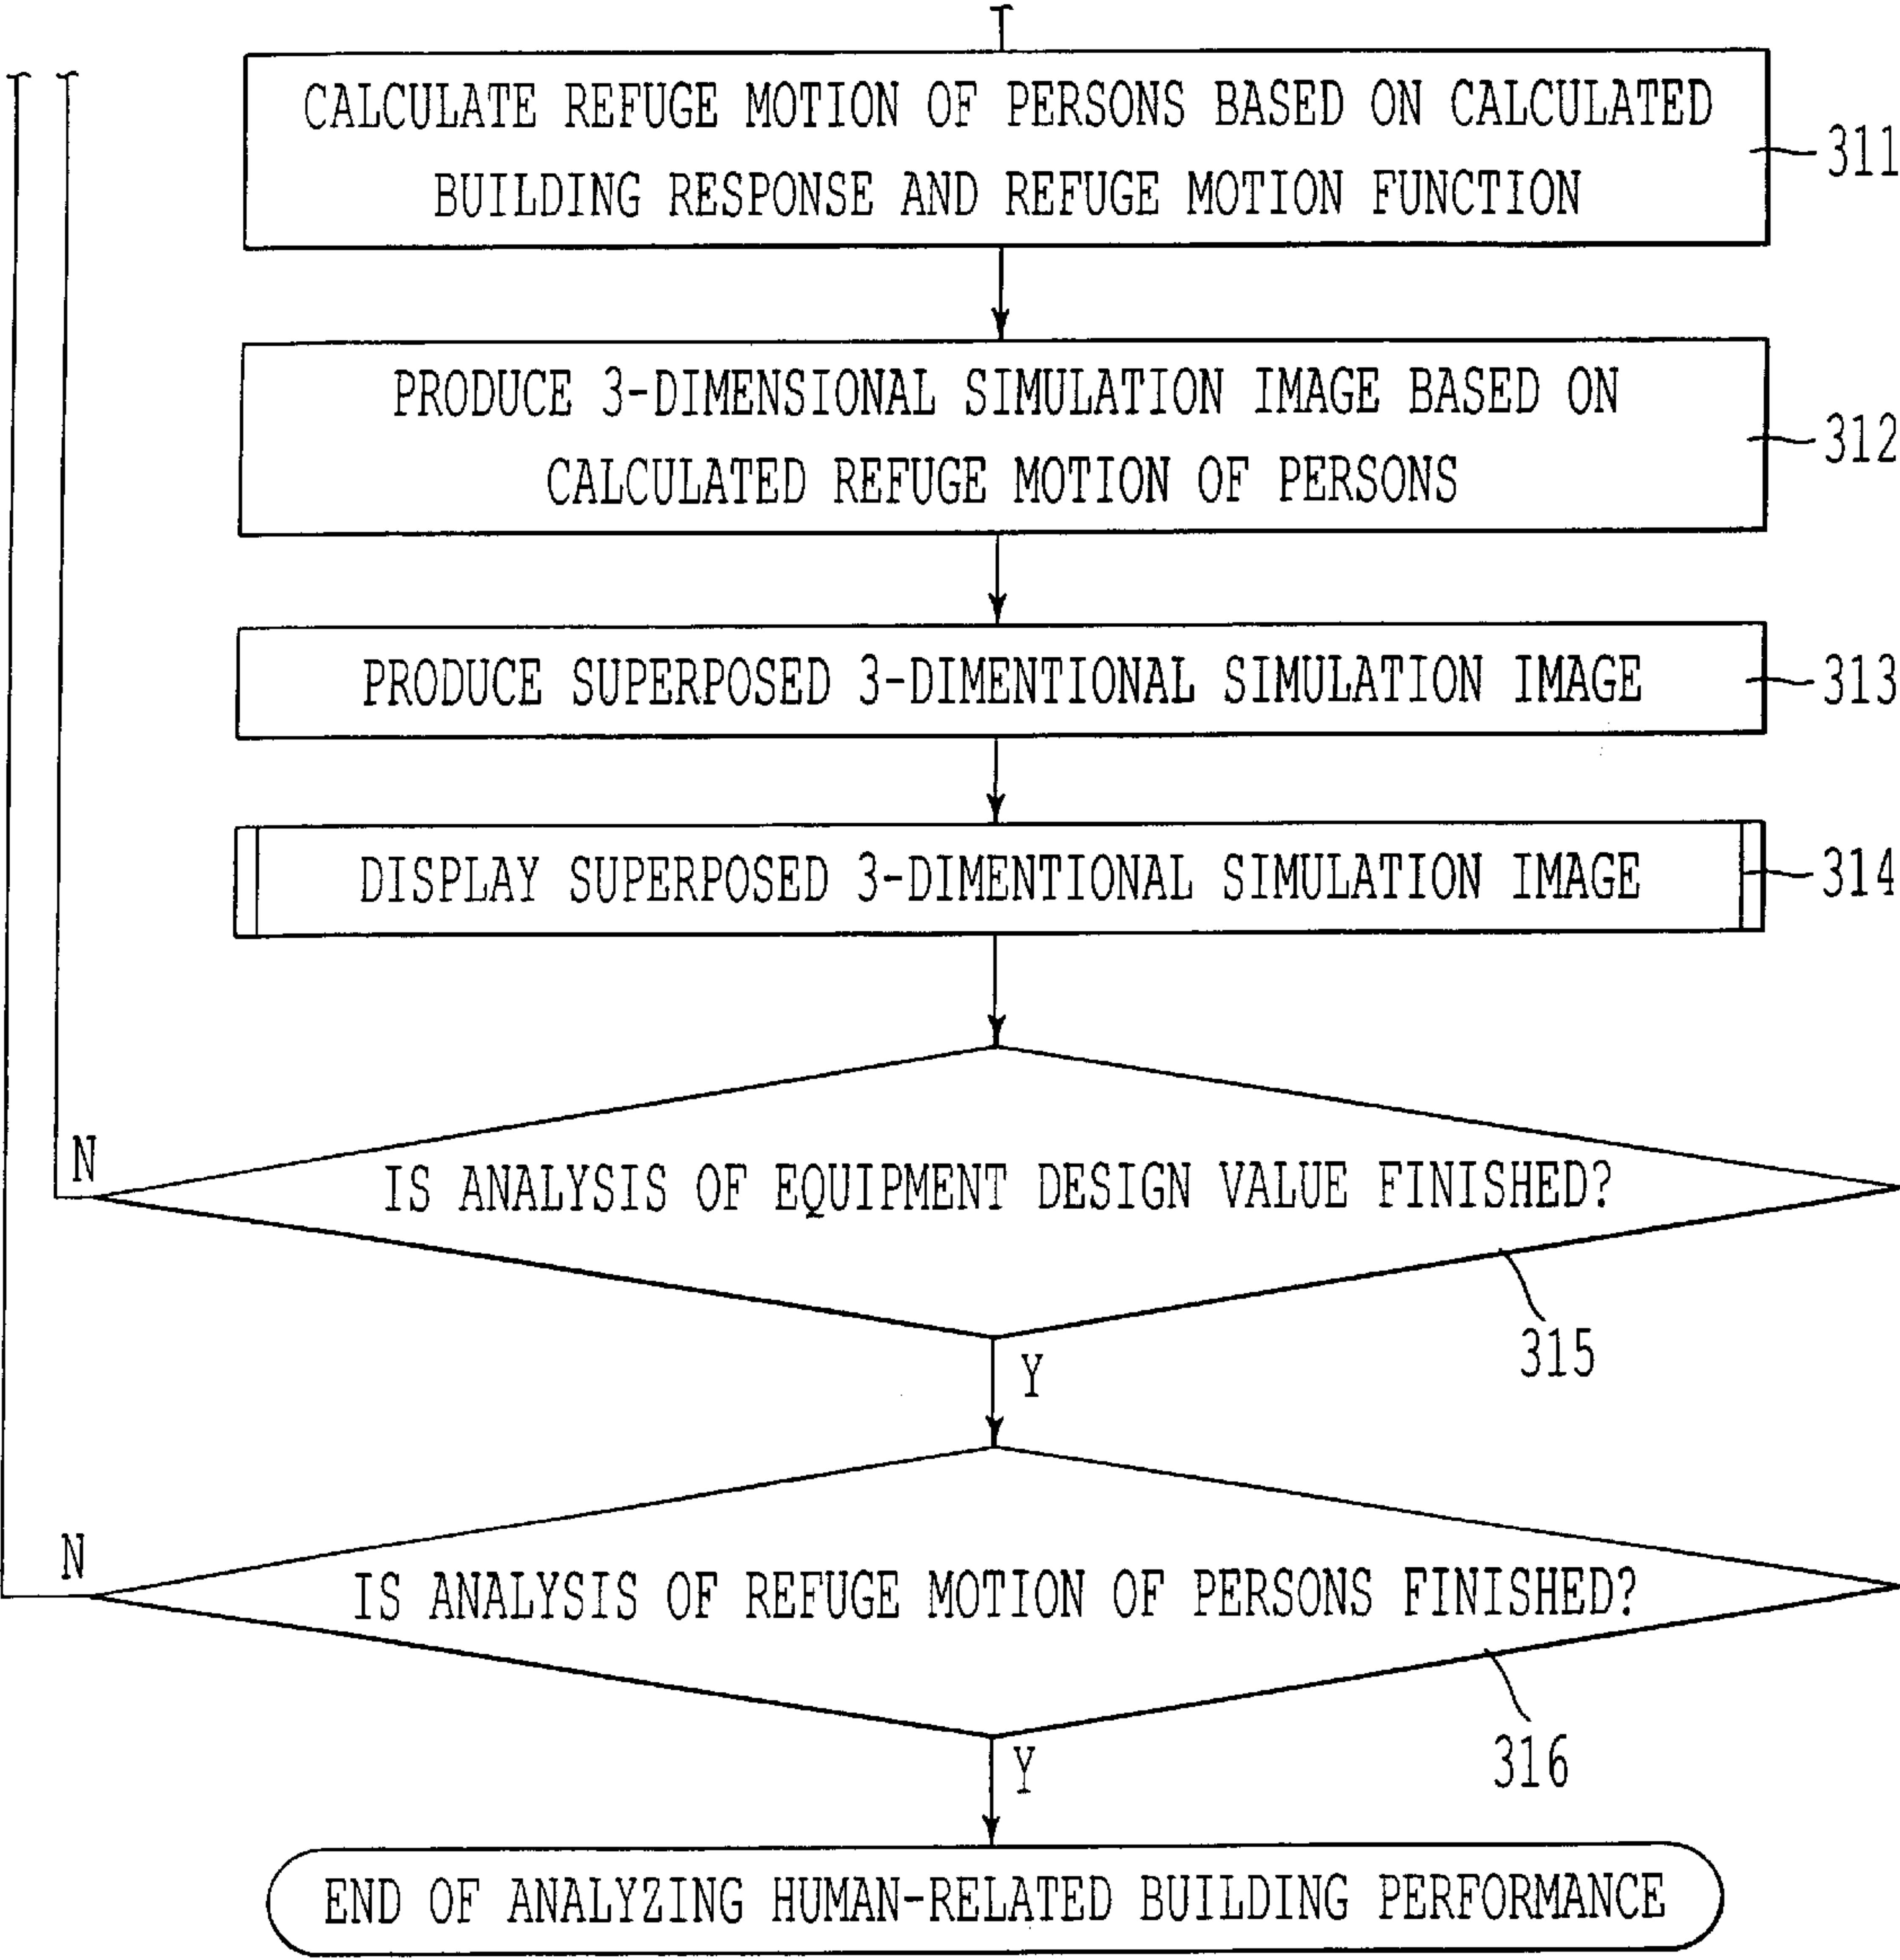 CALCULATE REFUGE MOTION OF PERSONS BASED ON CALCULATED
BUILDING RESPONSE AND REFUGE MOTION FUNCTION
311
PRODUCE 3-DIMENSIONAL SIMULATION IMAGE BASED ON
CALCULATED REFUGE MOTION OF PERSONS
312
PRODUCE SUPERPOSED 3-DIMENTIONAL SIMULATION IMAGE
313
DISPLAY SUPERPOSED 3-DIMENTIONAL SIMULATION IMAGE
314
N
IS ANALYSIS OF EQUIPMENT DESIGN VALUE FINISHED?
315
Y
N
IS ANALYSIS OF REFUGE MOTION OF PERSONS FINISHED?
316
Y
END OF ANALYZING HUMAN-RELATED BUILDING PERFORMANCE